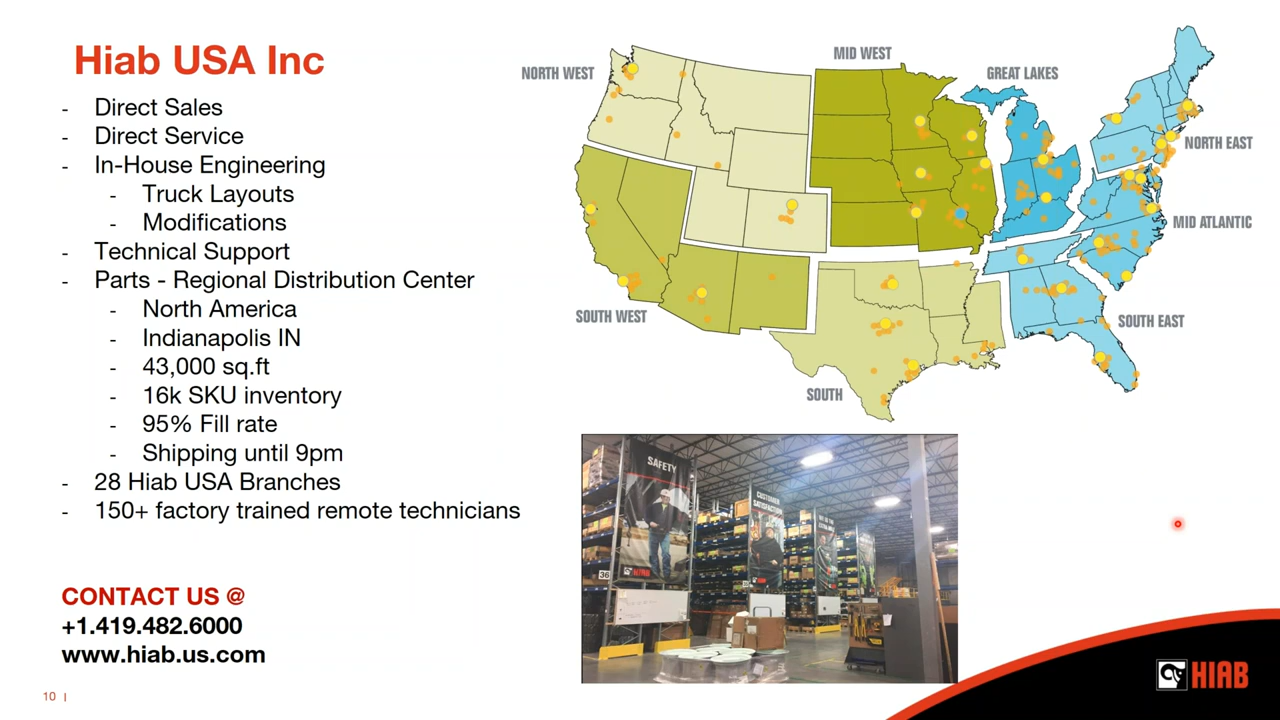 Hiab USA Inc
- Direct Sales
- Direct Service
- In-House Engineering
- Truck Layouts
- Modifications
- Technical Support
- Parts - Regional Distribution Center
- North America
- Indianapolis IN
- 43,000 sq.ft
- 16k SKU inventory
- 95% Fill rate
- Shipping until 9pm
- 28 Hiab USA Branches
- 150+ factory trained remote technicians
CONTACT US @
+1.419.482.6000
www.hiab.us.com
10 |
NORTH WEST
MID WEST
GREAT LAKES
NORTH EAST
MID ATLANTIC
SOUTH WEST
SOUTH EAST
SOUTH
SAFETY
CUSTOMER
SATISFACTION
36
HIAB
HIAB